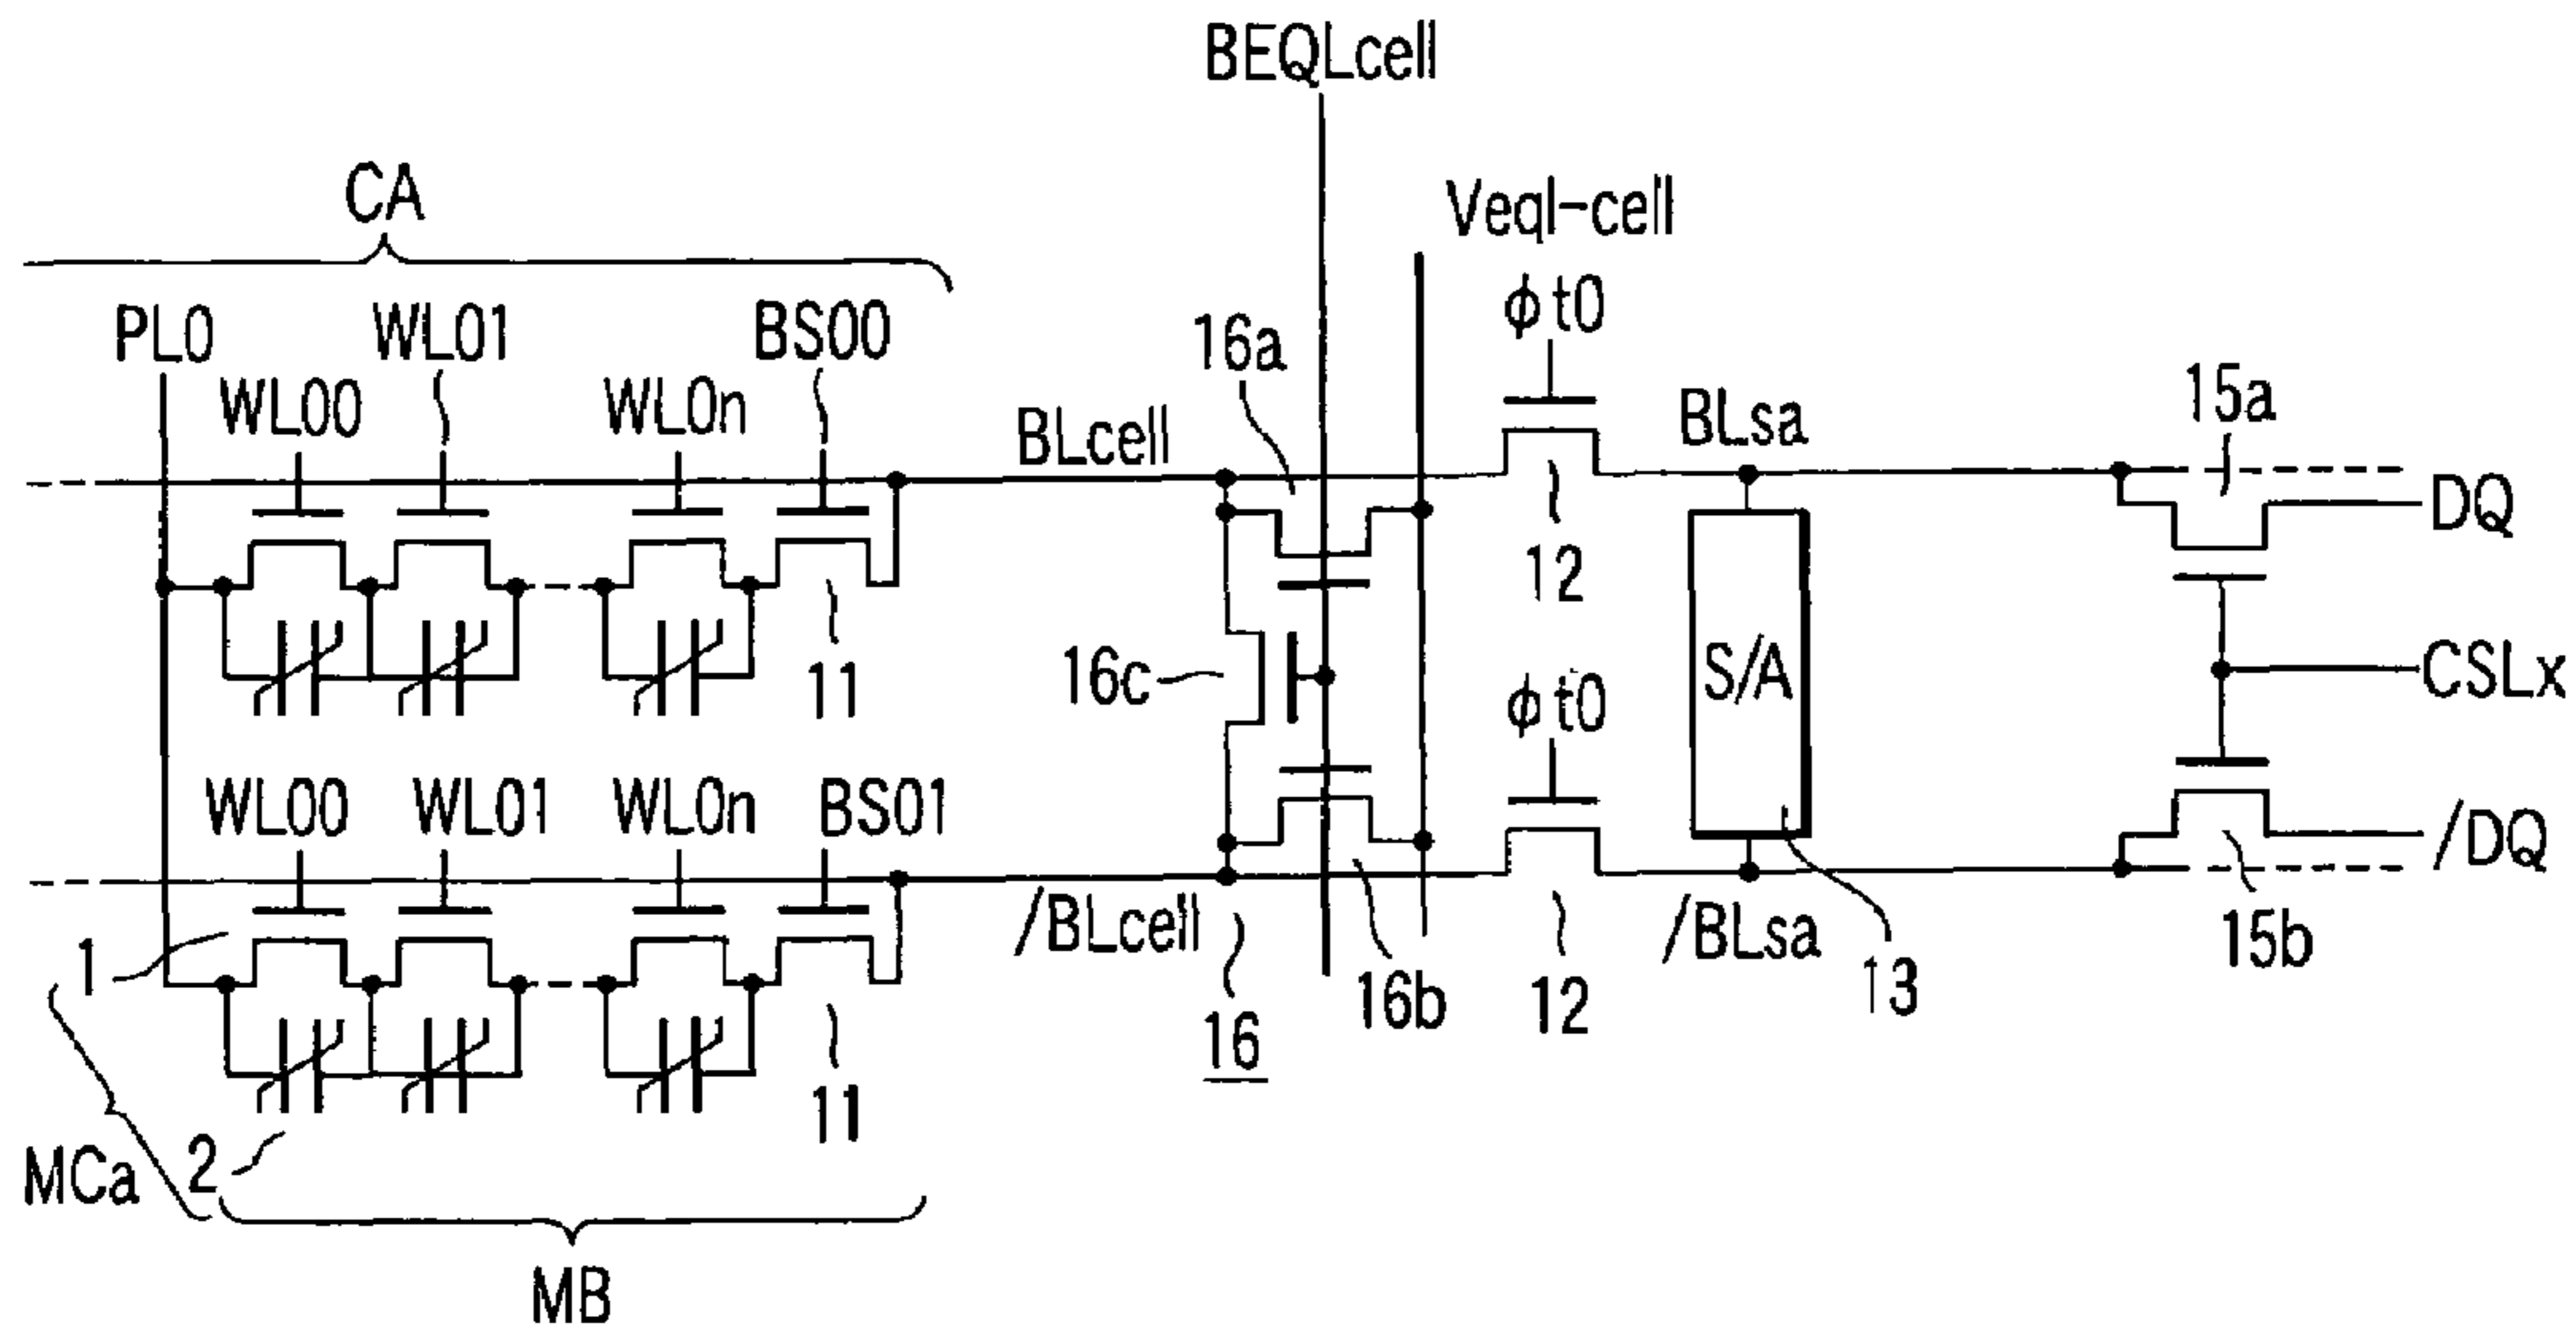 BEQLcell
CA
Veql-cell
PL0
WL01
BS00
φt0
16a
WL00
WL0n
BLcell
BLsa
15a
DQ
12
11
16c
S/A
CSLx
φt0
WL00
WL01
WL0n
BS01
/DQ
1
/BLcell
16b
12
/BLsa
13
15b
16
11
MCa
2
MB